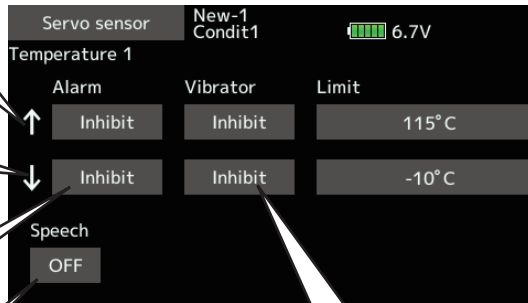 Servo sensor New-1
Condit1 6.7V
Temperature 1
Alarm Vibrator Limit
↑ Inhibit Inhibit 115°C
↓ Inhibit Inhibit -10°C
Speech
OFF